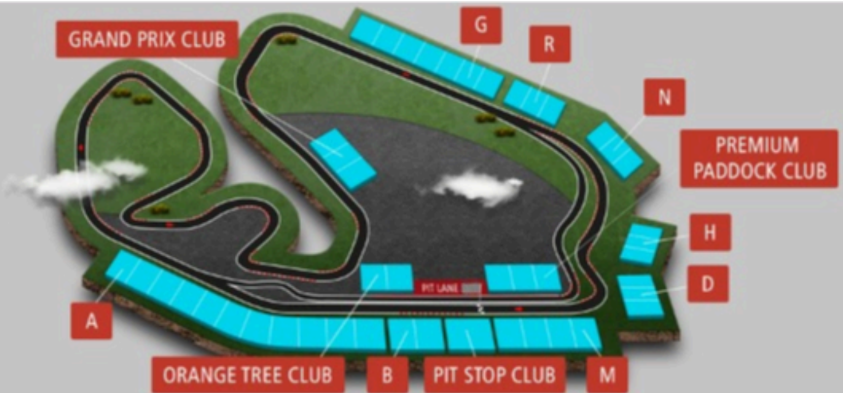 G
GRAND PRIX CLUB
R
N
PREMIUM
PADDOCK CLUB
H
D
PIT LANE
A
ORANGE TREE CLUB
B
PIT STOP CLUB
M